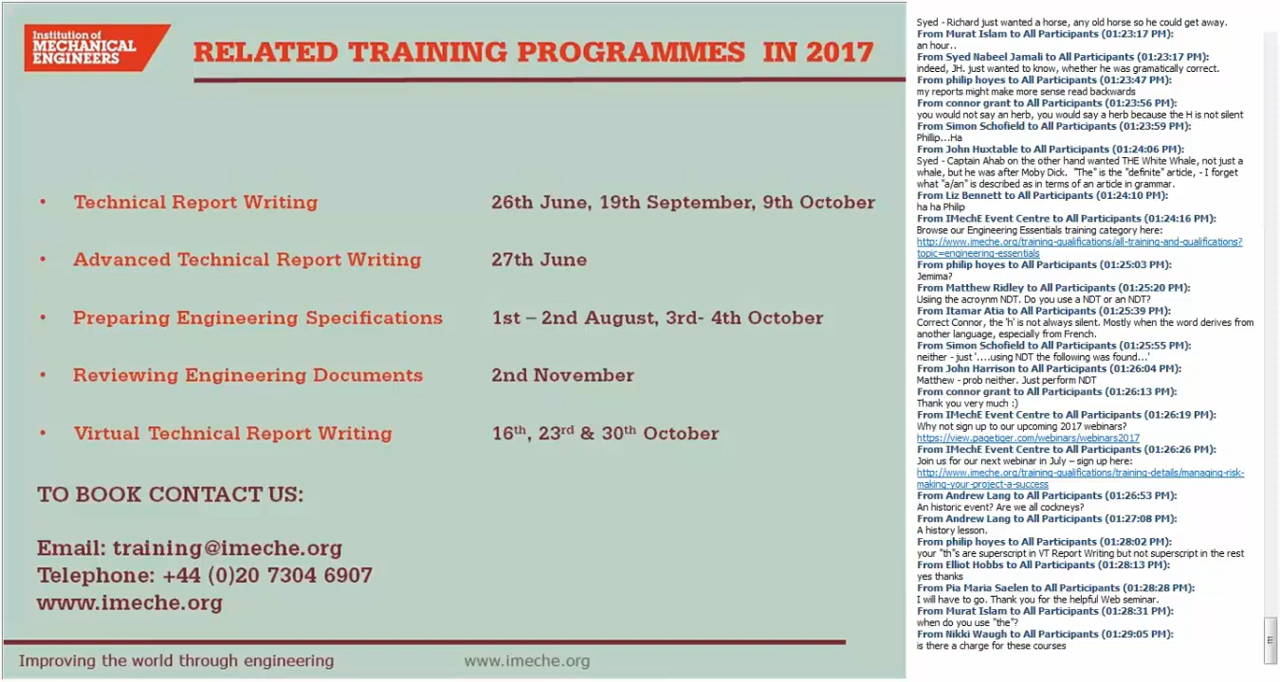 Institution of
MECHANICAL
ENGINEERS
RELATED TRAINING PROGRAMMES IN 2017
• Technical Report Writing 26th June, 19th September, 9th October
• Advanced Technical Report Writing 27th June
• Preparing Engineering Specifications 1st – 2nd August, 3rd- 4th October
• Reviewing Engineering Documents 2nd November
• Virtual Technical Report Writing 16th, 23rd & 30th October
TO BOOK CONTACT US:
Email: training@imeche.org
Telephone: +44 (0)20 7304 6907
www.imeche.org
Improving the world through engineering www.imeche.org
Syed - Richard just wanted a horse, any old horse so he could get away.
From Murat Islam to All Participants (01:23:17 PM):
an hour..
From Syed Nabeel Jamali to All Participants (01:23:17 PM):
indeed, JH. just wanted to know, whether he was gramatically correct.
From philip hoyes to All Participants (01:23:47 PM):
my reports might make more sense read backwards
From connor grant to All Participants (01:23:56 PM):
you would not say an herb, you would say a herb because the H is not silent
From Simon Schofield to All Participants (01:23:59 PM):
Phillip...Ha
From John Huxtable to All Participants (01:24:06 PM):
Syed - Captain Ahab on the other hand wanted THE White Whale, not just a
whale, but he was after Moby Dick. "The" is the "definite" article, - I forget
what "a/an" is described as in terms of an article in grammar.
From Liz Bennett to All Participants (01:24:10 PM):
ha ha Philip
From IMechE Event Centre to All Participants (01:24:16 PM):
Browse our Engineering Essentials training category here:
http://www.imeche.org/training-qualifications/all-training-and-qualifications?
topic=engineering-essentials
From philip hoyes to All Participants (01:25:03 PM):
Jemima?
From Matthew Ridley to All Participants (01:25:20 PM):
Using the acroynm NDT. Do you use a NDT or an NDT?
From Itamar Atia to All Participants (01:25:39 PM):
Correct Connor, the 'h' is not always silent. Mostly when the word derives from
another language, especially from French.
From Simon Schofield to All Participants (01:25:55 PM):
neither - just '....using NDT the following was found...'
From John Harrison to All Participants (01:26:04 PM):
Matthew - prob neither. Just perform NDT
From connor grant to All Participants (01:26:13 PM):
Thank you very much :)
From IMechE Event Centre to All Participants (01:26:19 PM):
Why not sign up to our upcoming 2017 webinars?
https://view.pagetiger.com/webinars/webinars2017
From IMechE Event Centre to All Participants (01:26:26 PM):
Join us for our next webinar in July – sign up here:
http://www.imeche.org/training-qualifications/training-details/managing-risk-
making-your-project-a-success
From Andrew Lang to All Participants (01:26:53 PM):
An historic event? Are we all cockneys?
From Andrew Lang to All Participants (01:27:08 PM):
A history lesson.
From philip hoyes to All Participants (01:28:02 PM):
your "th"s are superscript in VT Report Writing but not superscript in the rest
From Elliot Hobbs to All Participants (01:28:13 PM):
yes thanks
From Pia Maria Saelen to All Participants (01:28:28 PM):
I will have to go. Thank you for the helpful Web seminar.
From Murat Islam to All Participants (01:28:31 PM):
when do you use "the"?
From Nikki Waugh to All Participants (01:29:05 PM):
is there a charge for these courses